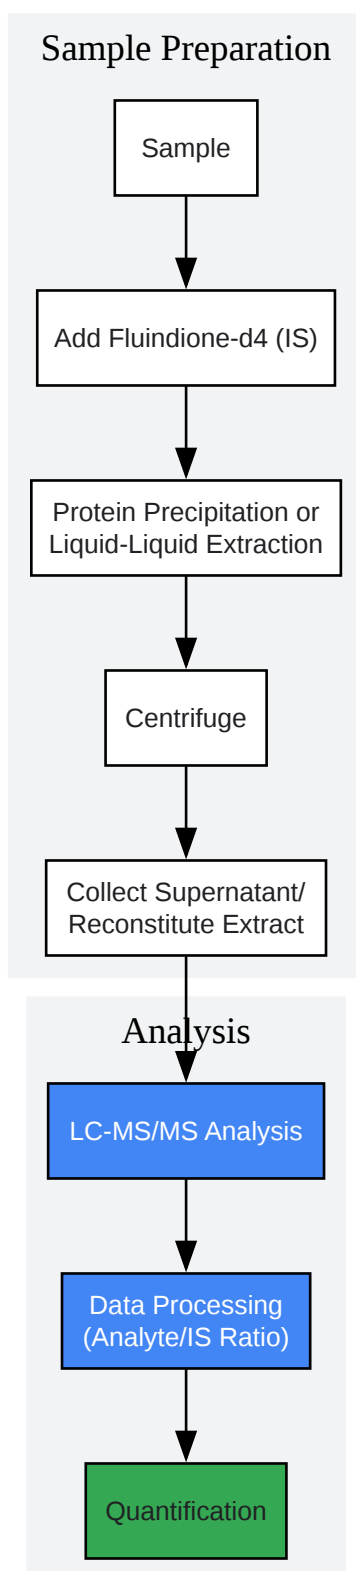 Sample Preparation
Sample
Add Fluindione-d4 (IS)
Protein Precipitation or
Liquid-Liquid Extraction
Centrifuge
Collect Supernatant/
Reconstitute Extract
Analysis
LC-MS/MS Analysis
Data Processing
(Analyte/IS Ratio)
Quantification